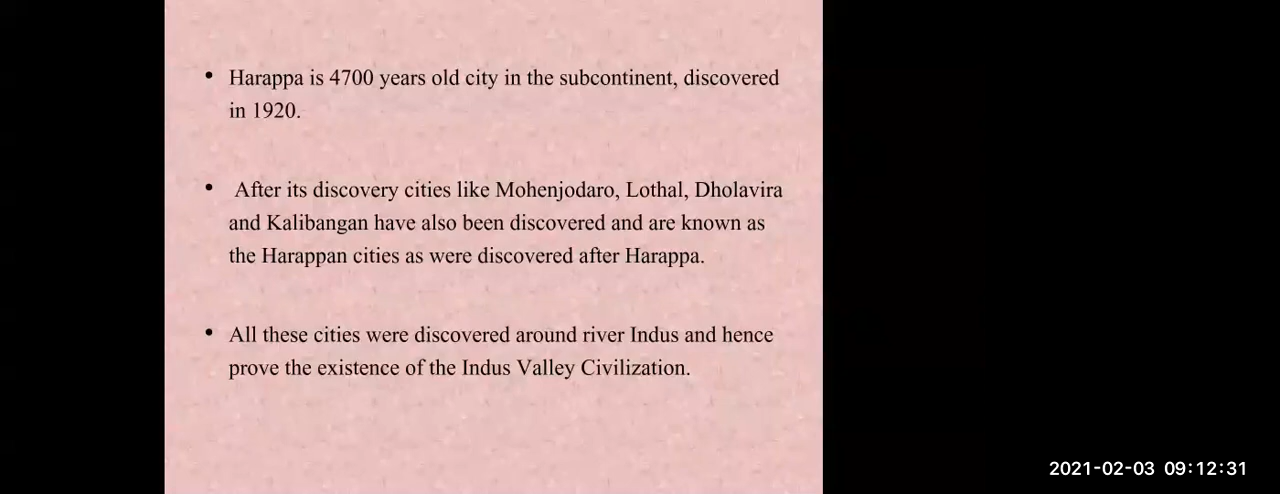 • Harappa is 4700 years old city in the subcontinent, discovered
in 1920.
• After its discovery cities like Mohenjodaro, Lothal, Dholavira
and Kalibangan have also been discovered and are known as
the Harappan cities as were discovered after Harappa.
• All these cities were discovered around river Indus and hence
prove the existence of the Indus Valley Civilization.
2021-02-03 09:12:31